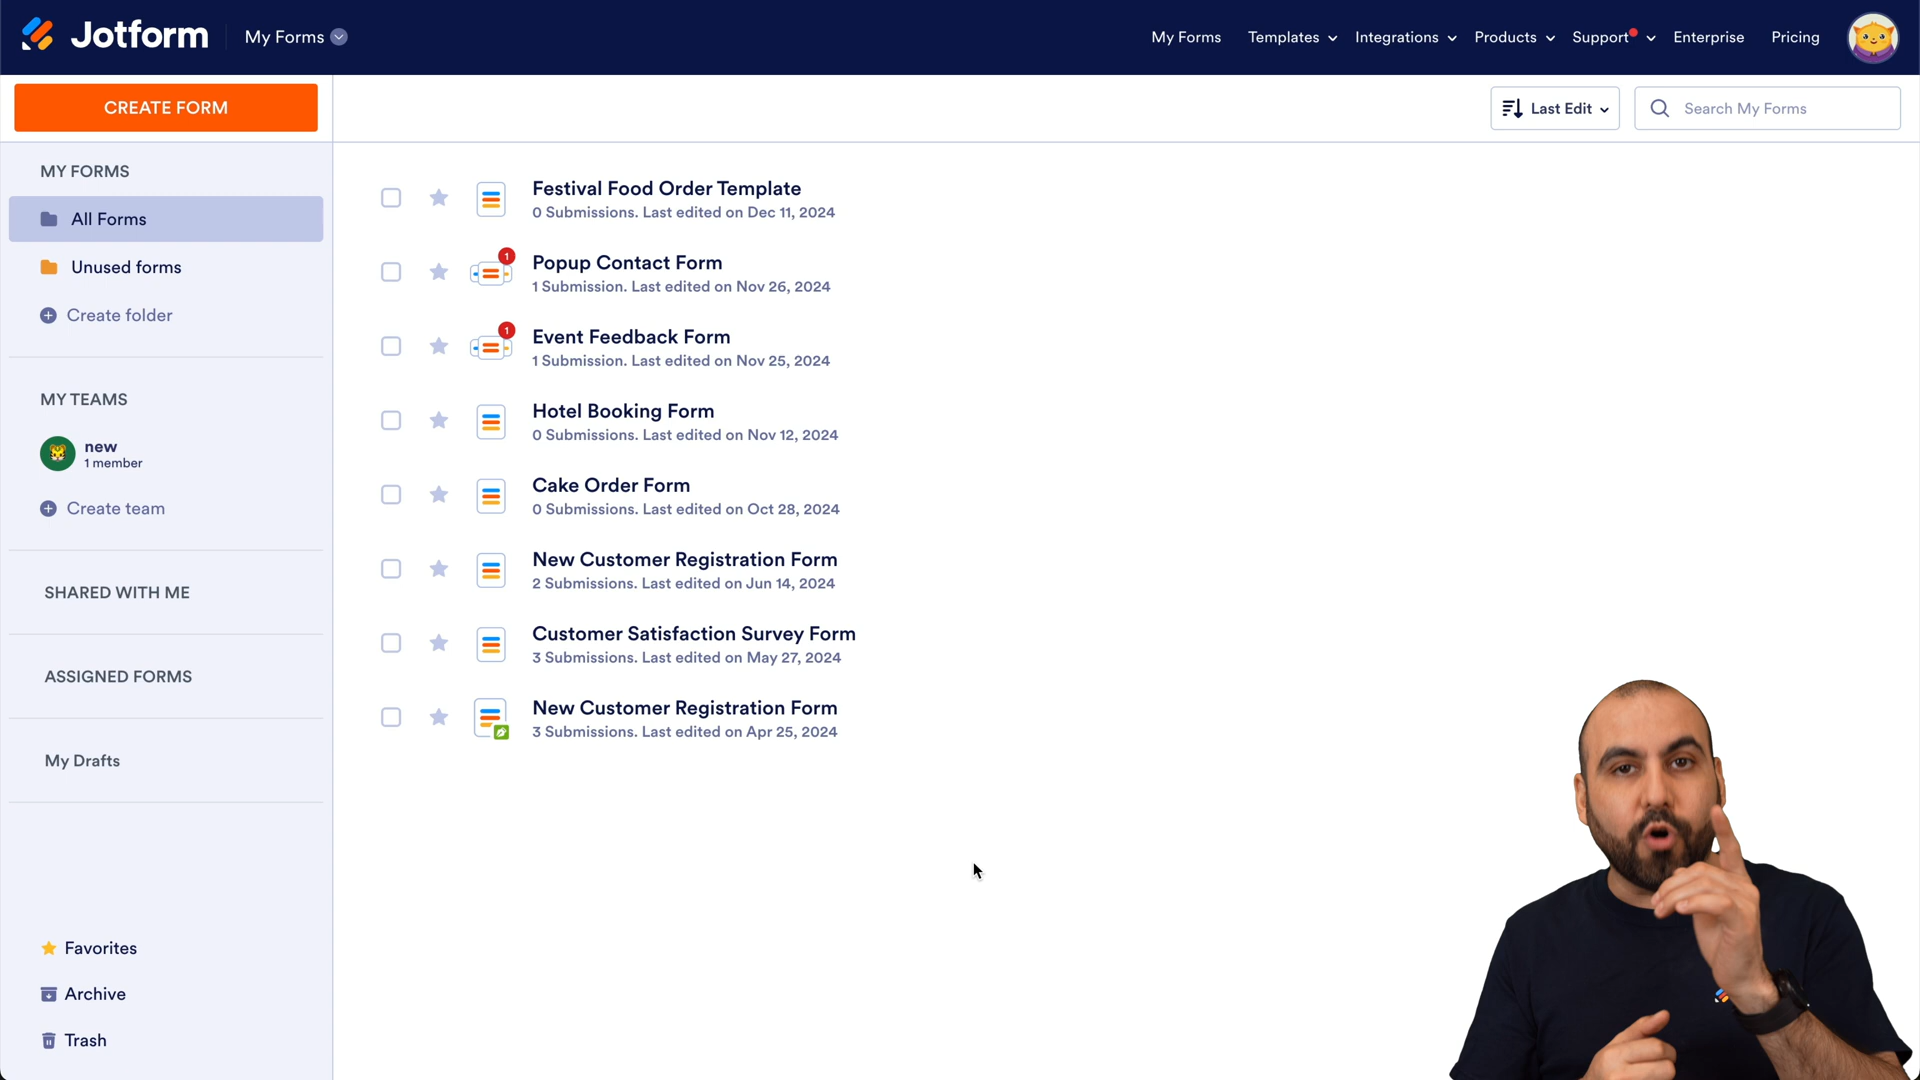 Jotform
My Forms
My Forms
Templates
Integrations
Products
Support
Enterprise
Pricing
CREATE FORM
Last Edit
Search My Forms
MY FORMS
All Forms
Unused forms
Create folder
MY TEAMS
new
1 member
Create team
SHARED WITH ME
ASSIGNED FORMS
My Drafts
Favorites
Archive
Trash
Festival Food Order Template
0 Submissions. Last edited on Dec 11, 2024
1
Popup Contact Form
1 Submission. Last edited on Nov 26, 2024
1
Event Feedback Form
1 Submission. Last edited on Nov 25, 2024
Hotel Booking Form
0 Submissions. Last edited on Nov 12, 2024
Cake Order Form
0 Submissions. Last edited on Oct 28, 2024
New Customer Registration Form
2 Submissions. Last edited on Jun 14, 2024
Customer Satisfaction Survey Form
3 Submissions. Last edited on May 27, 2024
New Customer Registration Form
3 Submissions. Last edited on Apr 25, 2024